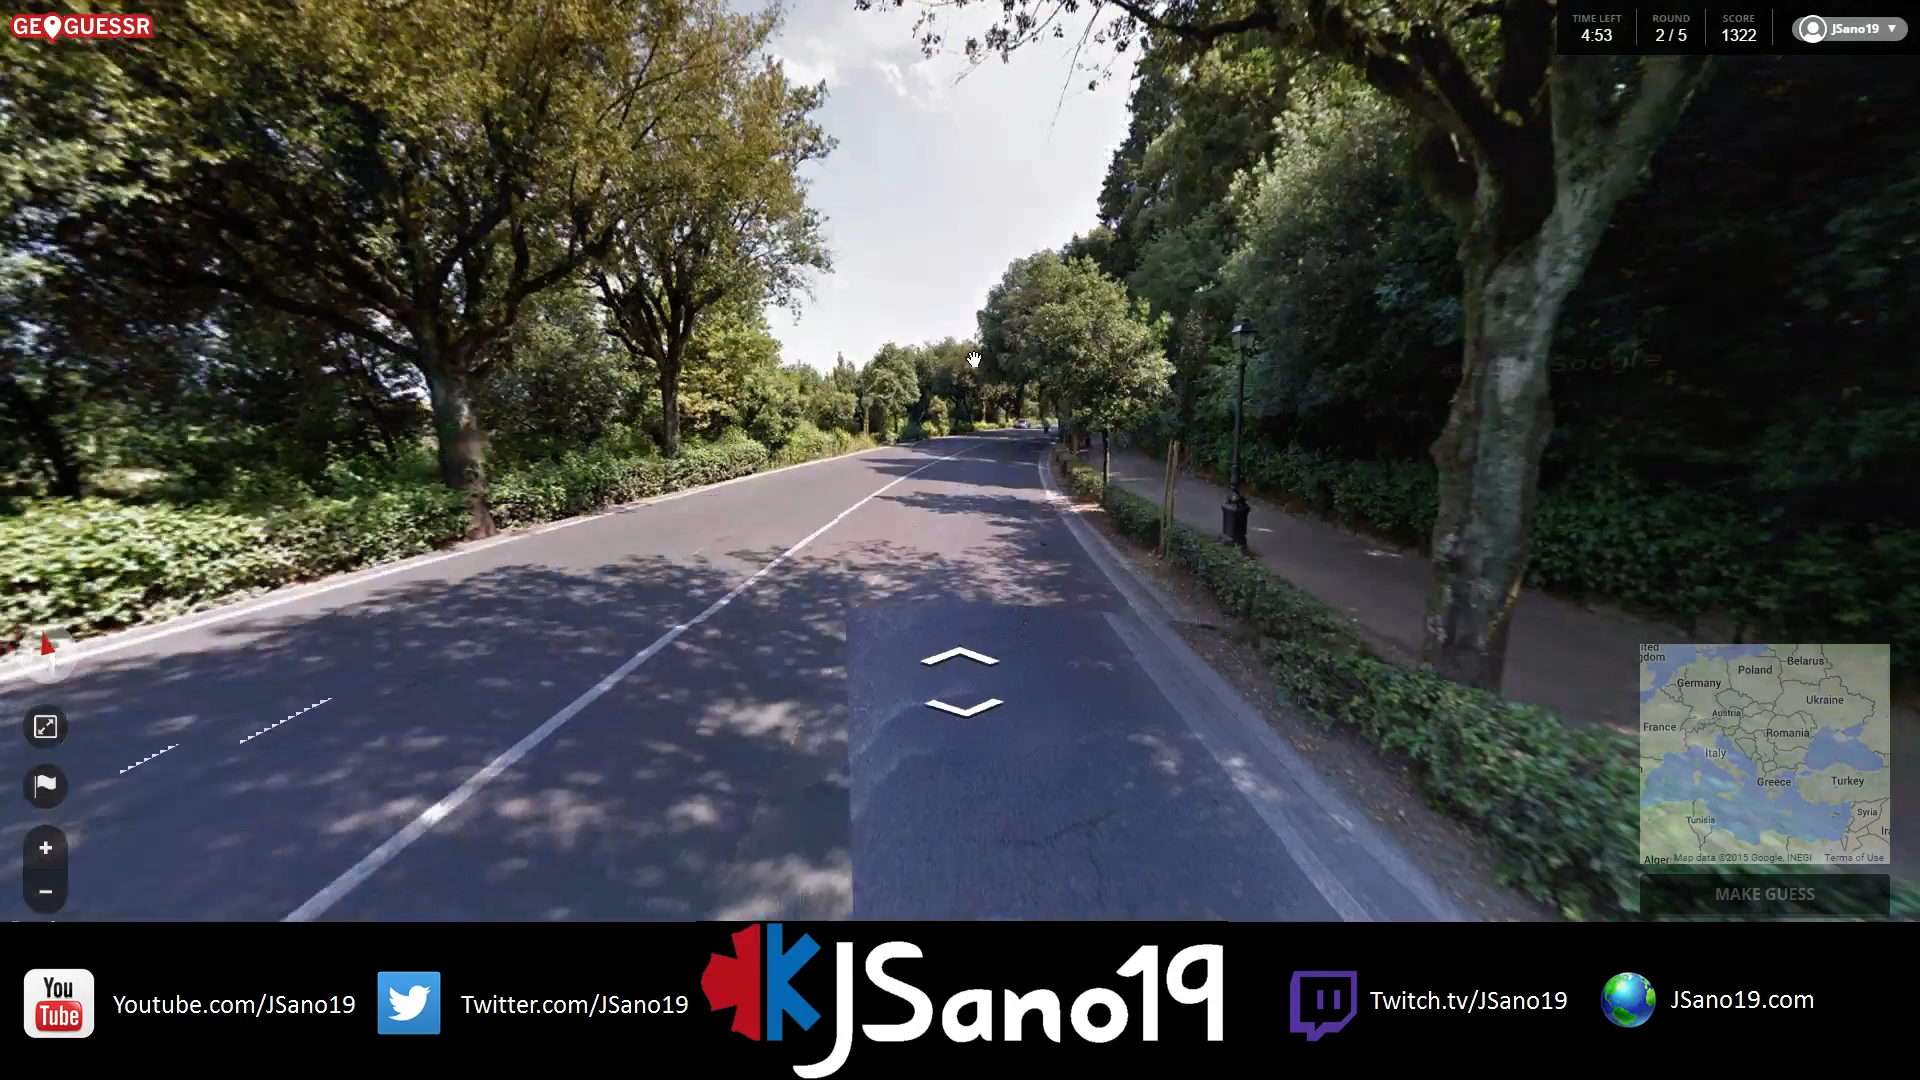 GEOGUESSR
TIME LEFT
4:53
ROUND
2 / 5
SCORE
1322
JSano19
Google
Poland
Belarus
Germany
Ukraine
Austria
France
Romania
Italy
Greece
Turkey
Tunisia
Syria
Map data ©2015 Google, INEGI
Terms of Use
MAKE GUESS
You
Tube
Youtube.com/JSano19
Twitter.com/JSano19
K JSano19
Twitch.tv/JSano19
JSano19.com